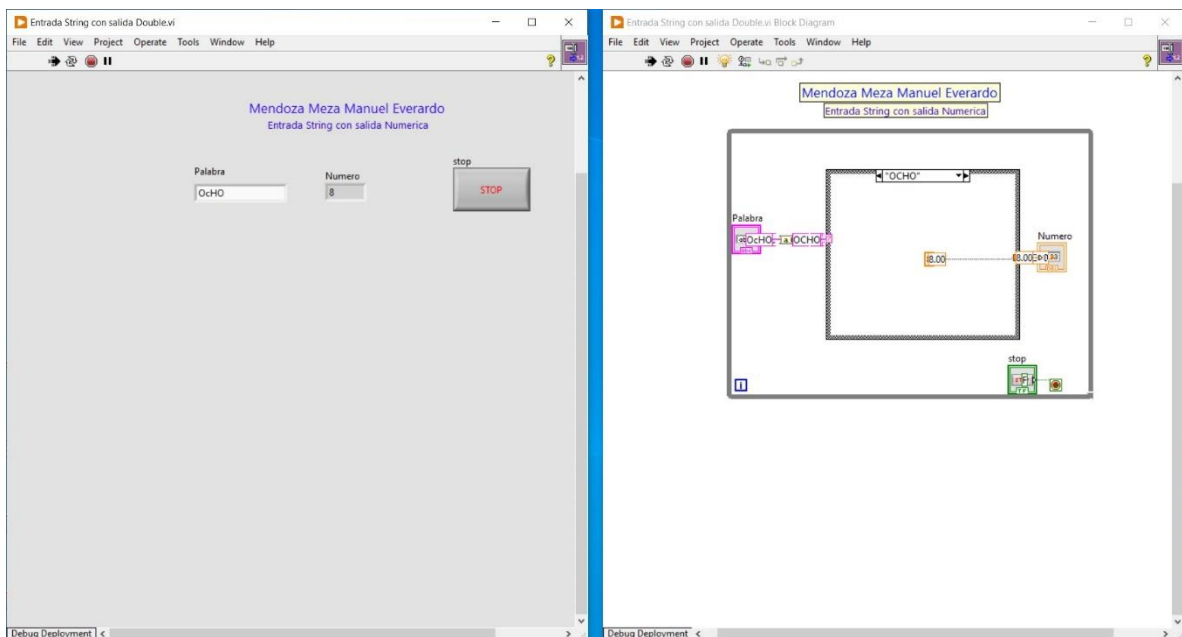 Entrada String con salida Double.vi
File Edit View Project Operate Tools Window Help
Mendoza Meza Manuel Everardo
Entrada String con salida Numerica
Palabra
OcHO
Numero
8
stop
STOP
Debug Deployment
Entrada String con salida Double.vi Block Diagram
File Edit View Project Operate Tools Window Help
Mendoza Meza Manuel Everardo
Entrada String con salida Numerica
"OCHO"
Palabra
OcHO
OCHO
Numero
8.00
stop
i
Debug Deployment